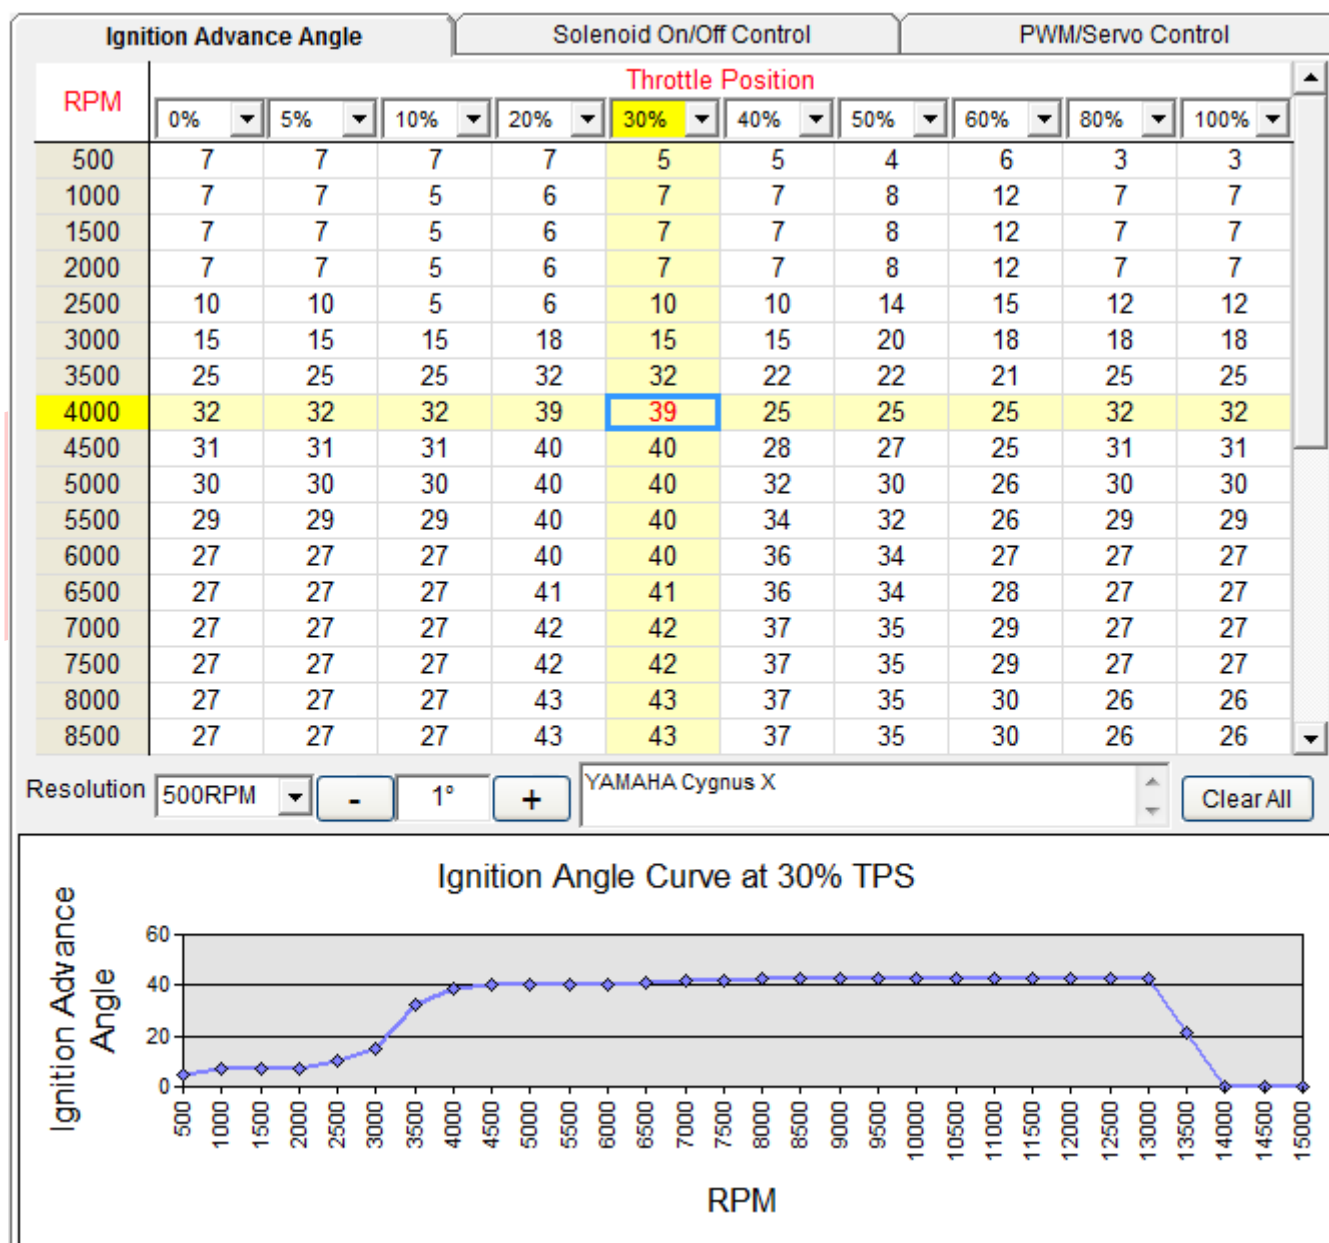 Ignition Advance Angle Solenoid On/Off Control PWM/Servo Control
Throttle Position
RPM
0% 5% 10% 20% 30% 40% 50% 60% 80% 100%
500 7 7 7 7 5 5 4 6 3 3
1000 7 7 5 6 7 7 8 12 7 7
1500 7 7 5 6 7 7 8 12 7 7
2000 7 7 5 6 7 7 8 12 7 7
2500 10 10 5 6 10 10 14 15 12 12
3000 15 15 15 18 15 15 20 18 18 18
3500 25 25 25 32 32 22 22 21 25 25
4000 32 32 32 39 39 25 25 25 32 32
4500 31 31 31 40 40 28 27 25 31 31
5000 30 30 30 40 40 32 30 26 30 30
5500 29 29 29 40 40 34 32 26 29 29
6000 27 27 27 40 40 36 34 27 27 27
6500 27 27 27 41 41 36 34 28 27 27
7000 27 27 27 42 42 37 35 29 27 27
7500 27 27 27 42 42 37 35 29 27 27
8000 27 27 27 43 43 37 35 30 26 26
8500 27 27 27 43 43 37 35 30 26 26
Resolution 500RPM - 1° + YAMAHA Cygnus X Clear All
Ignition Angle Curve at 30% TPS
Ignition Advance
Angle
60
40
20
0
500 1000 1500 2000 2500 3000 3500 4000 4500 5000 5500 6000 6500 7000 7500 8000 8500 9000 9500 10000 10500 11000 11500 12000 12500 13000 13500 14000 14500 15000
RPM